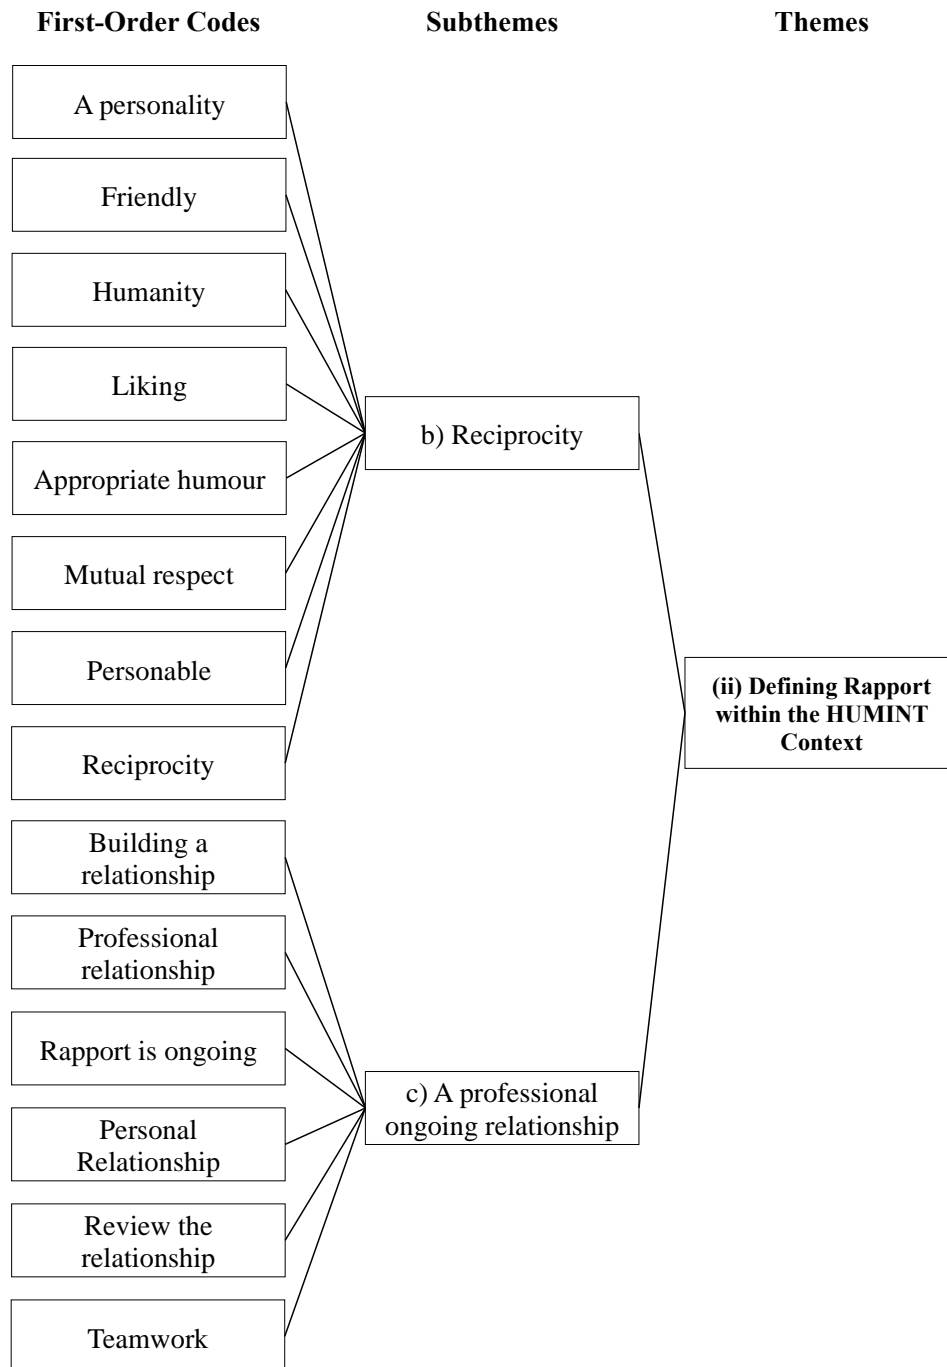 First-Order Codes
Subthemes
Themes
A personality
Friendly
Humanity
Liking
Appropriate humour
Mutual respect
Personable
Reciprocity
Building a
relationship
Professional
relationship
Rapport is ongoing
Personal
Relationship
Review the
relationship
Teamwork
b) Reciprocity
c) A professional
ongoing relationship
(ii) Defining Rapport
within the HUMINT
Context